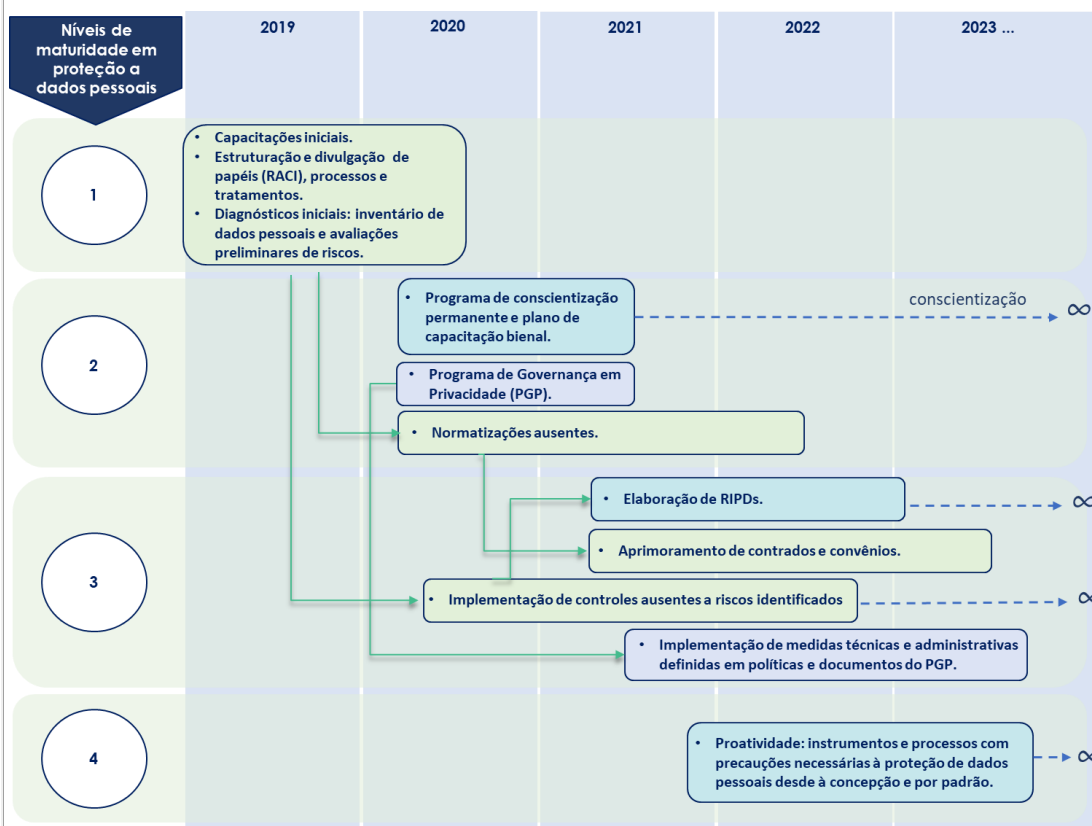 Níveis de
maturidade em
proteção a
dados pessoais
2019
2020
2021
2022
2023 ...
1
• Capacitações iniciais.
• Estruturação e divulgação de
papéis (RACI), processos e
tratamentos.
• Diagnósticos iniciais: inventário de
dados pessoais e avaliações
preliminares de riscos.
2
• Programa de conscientização
permanente e plano de
capacitação bienal.
conscientização
∞
• Programa de Governança em
Privacidade (PGP).
• Normatizações ausentes.
3
• Elaboração de RIPDs.
∞
• Aprimoramento de contrados e convênios.
• Implementação de controles ausentes a riscos identificados
∞
• Implementação de medidas técnicas e administrativas
definidas em políticas e documentos do PGP.
4
• Proatividade: instrumentos e processos com
precauções necessárias à proteção de dados
pessoais desde à concepção e por padrão.
∞